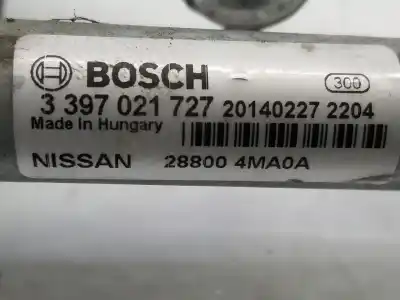 BOSCH 300
3 397 021 727 20140227 2204
Made in Hungary
NISSAN 28800 4MA0A